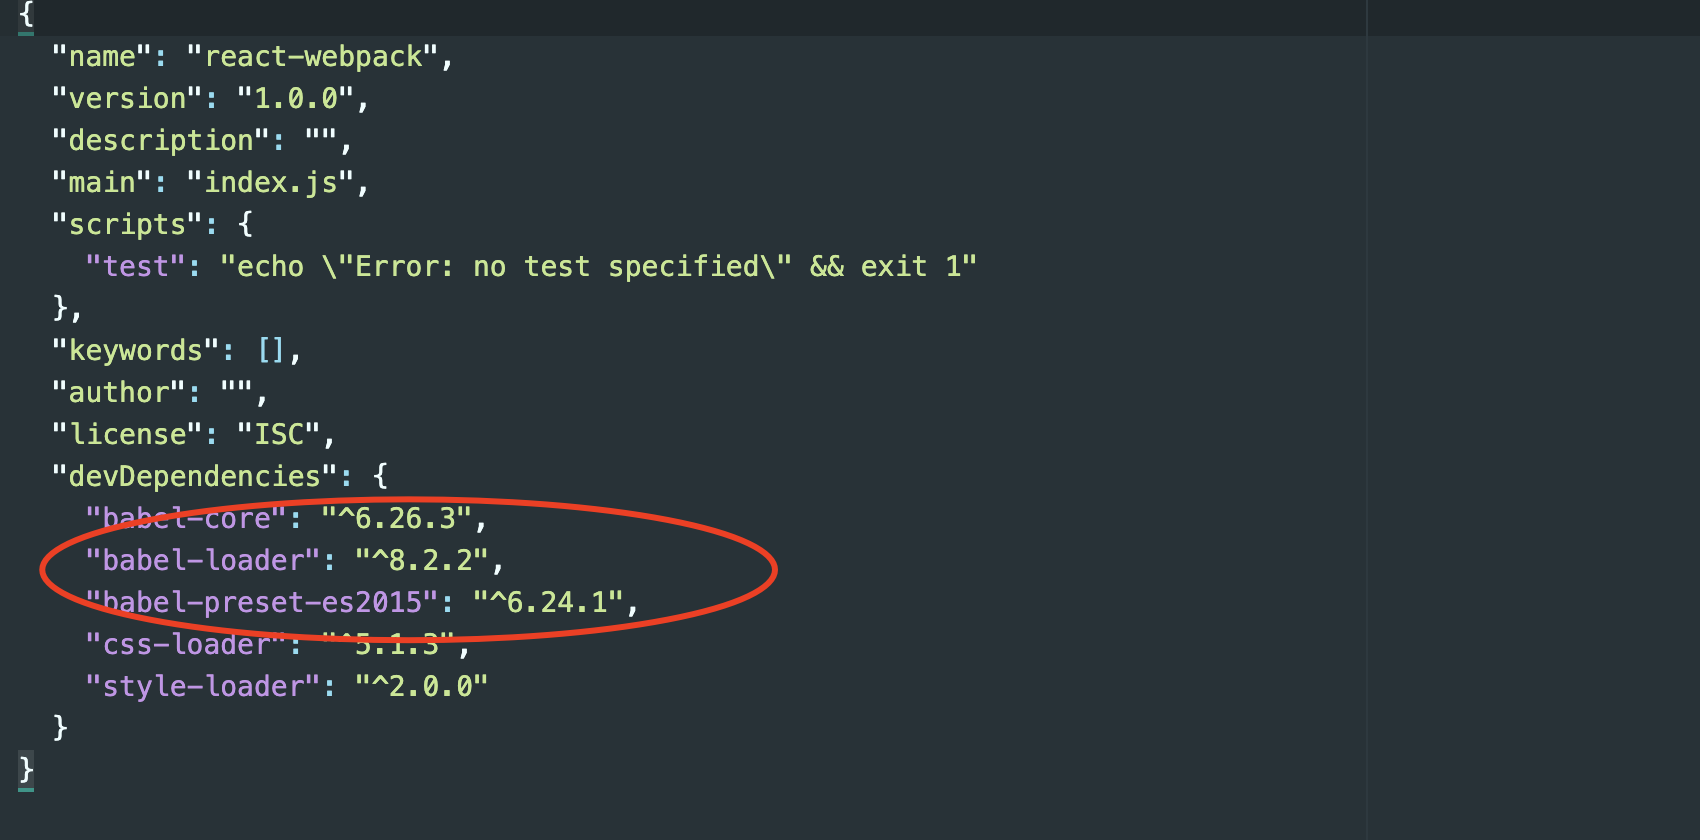 {
"name": "react-webpack",
"version": "1.0.0",
"description": "",
"main": "index.js",
"scripts": {
"test": "echo \"Error: no test specified\" && exit 1"
},
"keywords": [],
"author": "",
"license": "ISC",
"devDependencies": {
"babel-core": "^6.26.3",
"babel-loader": "^8.2.2",
"babel-preset-es2015": "^6.24.1",
"css-loader": "^5.1.3",
"style-loader": "^2.0.0"
}
}